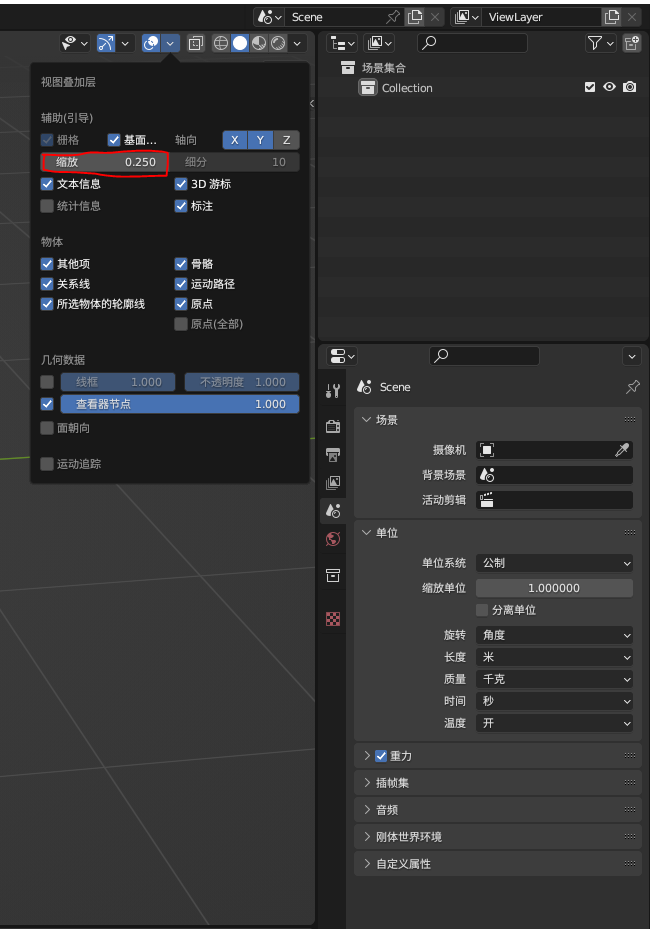 Scene
ViewLayer
视图叠加层
辅助(引导)
栅格
基面...
轴向
X
Y
Z
缩放
0.250
细分
10
文本信息
3D 游标
统计信息
标注
物体
其他项
骨骼
关系线
运动路径
所选物体的轮廓线
原点
原点(全部)
几何数据
线框
1.000
不透明度
1.000
查看器节点
1.000
面朝向
运动追踪
场景集合
Collection
Scene
场景
摄像机
背景场景
活动剪辑
单位
单位系统
公制
缩放单位
1.000000
分离单位
旋转
角度
长度
米
质量
千克
时间
秒
温度
开
重力
插帧集
音频
刚体世界环境
自定义属性